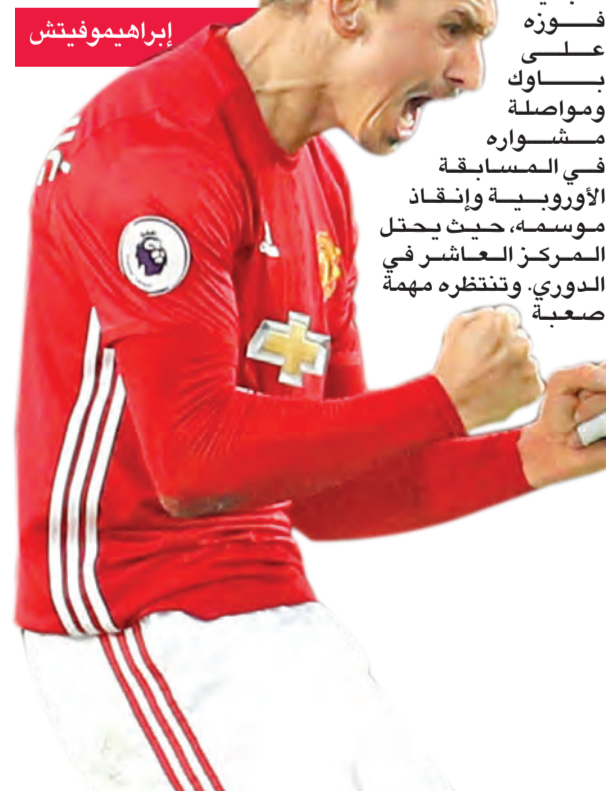 إبراهيموفيتش
فوزه
على
باوك
ومواصلة
مشواره
في المسابقة
الأوروبية وإنقاذ
موسمه، حيث يحتل
المركز العاشر في
الدوري. وتنتظره مهمة
صعبة